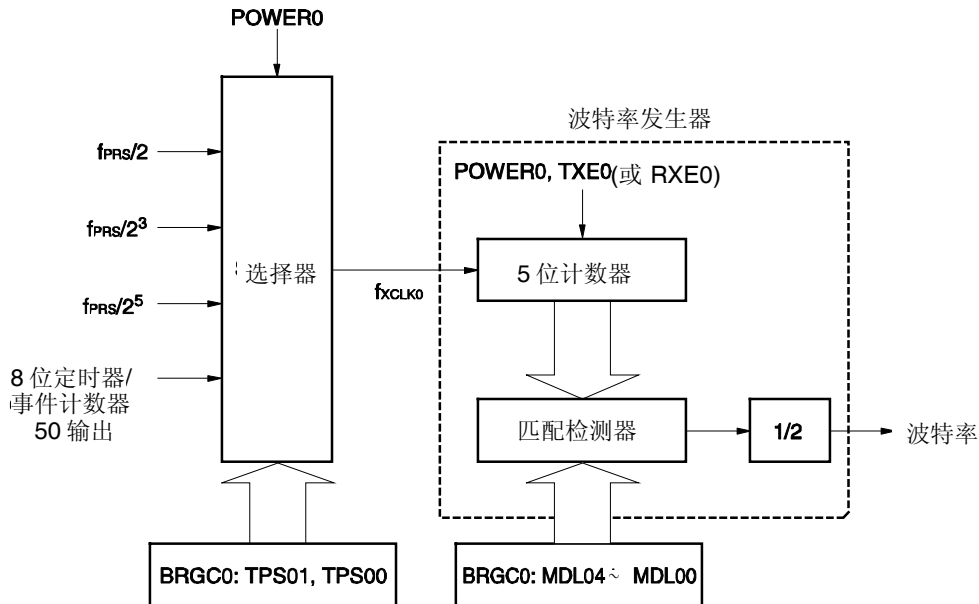 POWER0
波特率发生器
fPRS/2
POWER0, TXE0(或 RXE0)
fPRS/2³
选择器
5 位计数器
fXCLK0
fPRS/2⁵
8 位定时器/
事件计数器
50 输出
匹配检测器
1/2
波特率
BRGC0: TPS01, TPS00
BRGC0: MDL04 ~ MDL00